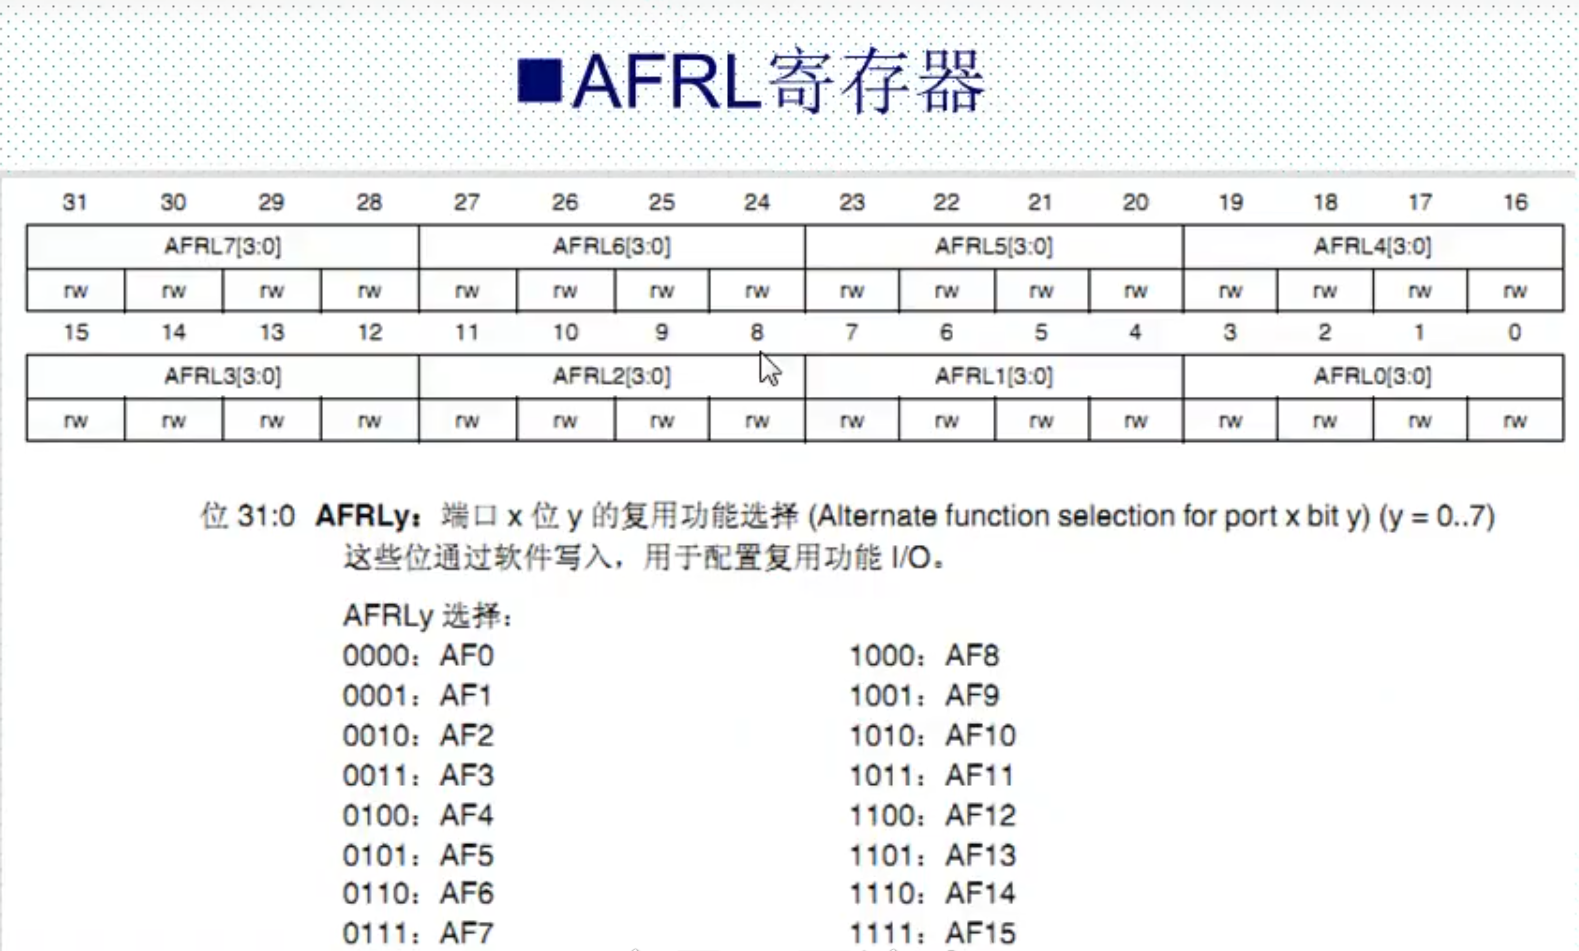 ■AFRL寄存器
31 30 29 28 27 26 25 24 23 22 21 20 19 18 17 16
AFRL7[3:0] AFRL6[3:0] AFRL5[3:0] AFRL4[3:0]
rw rw rw rw rw rw rw rw rw rw rw rw rw rw rw rw
15 14 13 12 11 10 9 8 7 6 5 4 3 2 1 0
AFRL3[3:0] AFRL2[3:0] AFRL1[3:0] AFRL0[3:0]
rw rw rw rw rw rw rw rw rw rw rw rw rw rw rw rw
位 31:0 AFRLy：端口 x 位 y 的复用功能选择 (Alternate function selection for port x bit y) (y = 0..7)
这些位通过软件写入，用于配置复用功能 I/O。
AFRLy 选择：
0000：AF0 1000：AF8
0001：AF1 1001：AF9
0010：AF2 1010：AF10
0011：AF3 1011：AF11
0100：AF4 1100：AF12
0101：AF5 1101：AF13
0110：AF6 1110：AF14
0111：AF7 1111：AF15